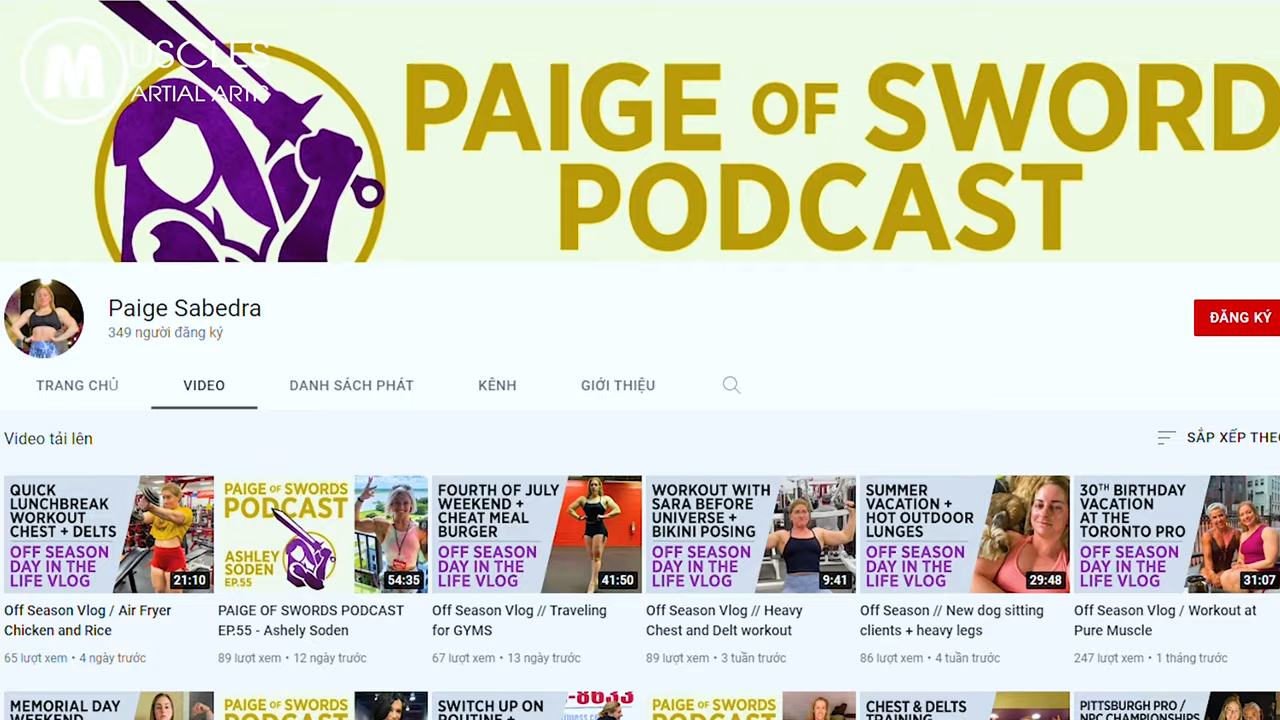 MUSCLES
ARTIAL ARTIS
PAIGE OF SWORD
PODCAST
Paige Sabedra
349 người đăng ký
ĐĂNG KÝ
TRANG CHỦ
VIDEO
DANH SÁCH PHÁT
KÊNH
GIỚI THIỆU
Video tải lên
SẮP XẾP THEO
QUICK
LUNCHBREAK
WORKOUT
CHEST + DELTS
OFF SEASON
DAY IN THE
LIFE VLOG
21:10
Off Season Vlog / Air Fryer
Chicken and Rice
65 lượt xem • 4 ngày trước
PAIGE OF SWORDS
PODCAST
ASHLEY
SODEN
EP.55
54:35
PAIGE OF SWORDS PODCAST
EP.55 - Ashely Soden
89 lượt xem • 12 ngày trước
FOURTH OF JULY
WEEKEND +
CHEAT MEAL
BURGER
OFF SEASON
DAY IN THE
LIFE VLOG
41:50
Off Season Vlog // Traveling
for GYMS
67 lượt xem • 13 ngày trước
WORKOUT WITH
SARA BEFORE
UNIVERSE +
BIKINI POSING
OFF SEASON
DAY IN THE
LIFE VLOG
9:41
Off Season Vlog // Heavy
Chest and Delt workout
89 lượt xem • 3 tuần trước
SUMMER
VACATION +
HOT OUTDOOR
LUNGES
OFF SEASON
DAY IN THE
LIFE VLOG
29:48
Off Season // New dog sitting
clients + heavy legs
86 lượt xem • 4 tuần trước
30TH BIRTHDAY
VACATION
AT THE
TORONTO PRO
OFF SEASON
DAY IN THE
LIFE VLOG
31:07
Off Season Vlog / Workout at
Pure Muscle
247 lượt xem • 1 tháng trước
MEMORIAL DAY
WEEKEND
PAIGE OF SWORDS
PODCAST
SWITCH UP ON
ROUTINE +
-8633
PAIGE OF SWORDS
PODCAST
CHEST & DELTS
TRAINING
PITTSBURGH PRO /
NPC CHAMPIONSHIPS